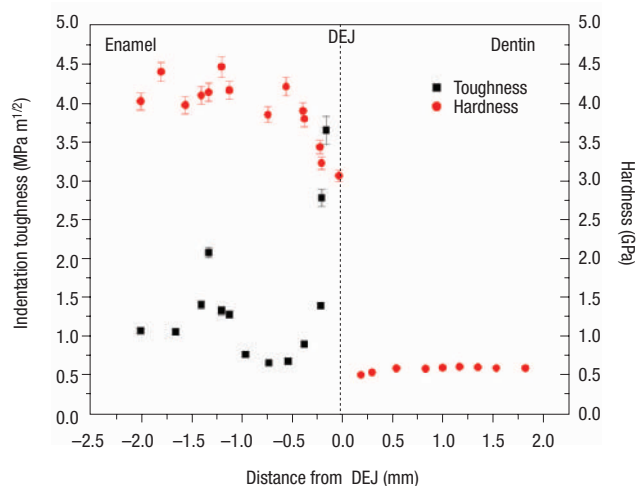 DEJ
Enamel
Dentin
Toughness
Hardness
Indentation toughness (MPa m1/2)
5.0
4.5
4.0
3.5
3.0
2.5
2.0
1.5
1.0
0.5
0.0
5.0
4.5
4.0
3.5
3.0
2.5
2.0
1.5
1.0
0.5
0.0
Hardness (GPa)
−2.5 −2.0 −1.5 −1.0 −0.5 0.0 0.5 1.0 1.5 2.0
Distance from DEJ (mm)